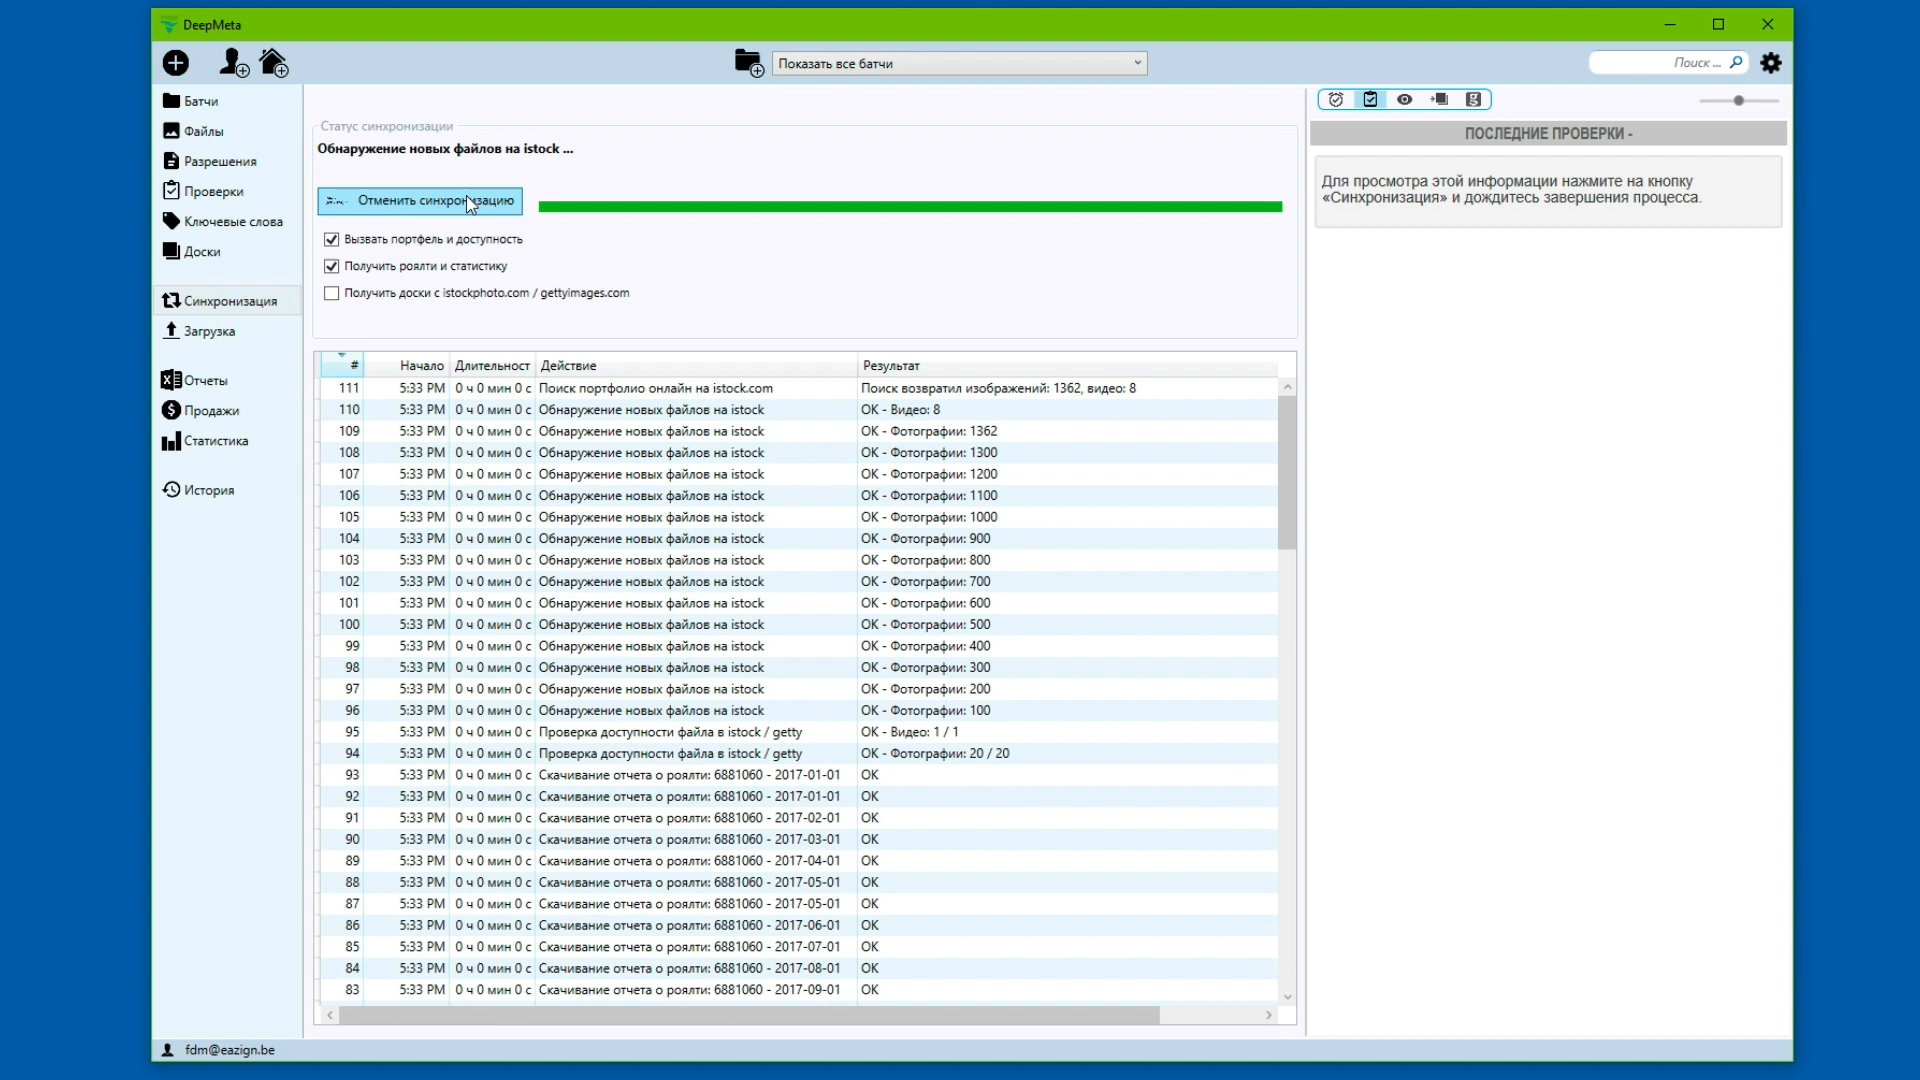 DeepMeta
Показать все батчи
Поиск ...
Батчи
Файлы
Разрешения
Проверки
Ключевые слова
Доски
Синхронизация
Загрузка
Отчеты
Продажи
Статистика
История
Статус синхронизации
Обнаружение новых файлов на istock ...
Отменить синхронизацию
Вызвать портфель и доступность
Получить роялти и статистику
Получить доски с istockphoto.com / gettyimages.com
# Начало Длительност Действие Результат
111 5:33 PM 0 ч 0 мин 0 с Поиск портфолио онлайн на istock.com Поиск возвратил изображений: 1362, видео: 8
110 5:33 PM 0 ч 0 мин 0 с Обнаружение новых файлов на istock ОК - Видео: 8
109 5:33 PM 0 ч 0 мин 0 с Обнаружение новых файлов на istock ОК - Фотографии: 1362
108 5:33 PM 0 ч 0 мин 0 с Обнаружение новых файлов на istock ОК - Фотографии: 1300
107 5:33 PM 0 ч 0 мин 0 с Обнаружение новых файлов на istock ОК - Фотографии: 1200
106 5:33 PM 0 ч 0 мин 0 с Обнаружение новых файлов на istock ОК - Фотографии: 1100
105 5:33 PM 0 ч 0 мин 0 с Обнаружение новых файлов на istock ОК - Фотографии: 1000
104 5:33 PM 0 ч 0 мин 0 с Обнаружение новых файлов на istock ОК - Фотографии: 900
103 5:33 PM 0 ч 0 мин 0 с Обнаружение новых файлов на istock ОК - Фотографии: 800
102 5:33 PM 0 ч 0 мин 0 с Обнаружение новых файлов на istock ОК - Фотографии: 700
101 5:33 PM 0 ч 0 мин 0 с Обнаружение новых файлов на istock ОК - Фотографии: 600
100 5:33 PM 0 ч 0 мин 0 с Обнаружение новых файлов на istock ОК - Фотографии: 500
99 5:33 PM 0 ч 0 мин 0 с Обнаружение новых файлов на istock ОК - Фотографии: 400
98 5:33 PM 0 ч 0 мин 0 с Обнаружение новых файлов на istock ОК - Фотографии: 300
97 5:33 PM 0 ч 0 мин 0 с Обнаружение новых файлов на istock ОК - Фотографии: 200
96 5:33 PM 0 ч 0 мин 0 с Обнаружение новых файлов на istock ОК - Фотографии: 100
95 5:33 PM 0 ч 0 мин 0 с Проверка доступности файла в istock / getty ОК - Видео: 1 / 1
94 5:33 PM 0 ч 0 мин 0 с Проверка доступности файла в istock / getty ОК - Фотографии: 20 / 20
93 5:33 PM 0 ч 0 мин 0 с Скачивание отчета о роялти: 6881060 - 2017-01-01 ОК
92 5:33 PM 0 ч 0 мин 0 с Скачивание отчета о роялти: 6881060 - 2017-01-01 ОК
91 5:33 PM 0 ч 0 мин 0 с Скачивание отчета о роялти: 6881060 - 2017-02-01 ОК
90 5:33 PM 0 ч 0 мин 0 с Скачивание отчета о роялти: 6881060 - 2017-03-01 ОК
89 5:33 PM 0 ч 0 мин 0 с Скачивание отчета о роялти: 6881060 - 2017-04-01 ОК
88 5:33 PM 0 ч 0 мин 0 с Скачивание отчета о роялти: 6881060 - 2017-05-01 ОК
87 5:33 PM 0 ч 0 мин 0 с Скачивание отчета о роялти: 6881060 - 2017-05-01 ОК
86 5:33 PM 0 ч 0 мин 0 с Скачивание отчета о роялти: 6881060 - 2017-06-01 ОК
85 5:33 PM 0 ч 0 мин 0 с Скачивание отчета о роялти: 6881060 - 2017-07-01 ОК
84 5:33 PM 0 ч 0 мин 0 с Скачивание отчета о роялти: 6881060 - 2017-08-01 ОК
83 5:33 PM 0 ч 0 мин 0 с Скачивание отчета о роялти: 6881060 - 2017-09-01 ОК
ПОСЛЕДНИЕ ПРОВЕРКИ -
Для просмотра этой информации нажмите на кнопку
«Синхронизация» и дождитесь завершения процесса.
fdm@eazign.be